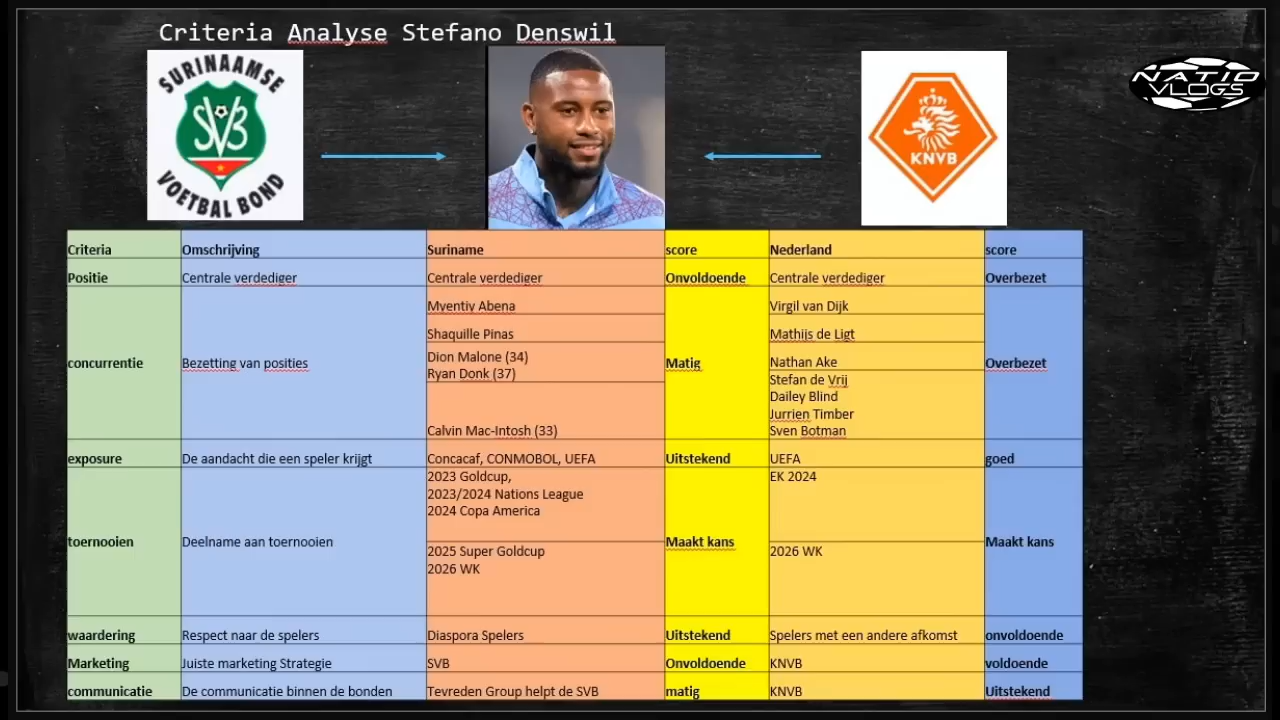 Criteria Analyse Stefano Denswil
SURINAAMSE
SVB
VOETBAL BOND
KNVB
NATIO
VLOGS
Criteria Omschrijving Suriname score Nederland score
Positie Centrale verdediger Centrale verdediger Onvoldoende Centrale verdediger Overbezet
Myentiy Abena Virgil van Dijk
Shaquille Pinas Mathijs de Ligt
concurrentie Bezetting van posities Dion Malone (34) Matig Nathan Ake Overbezet
Ryan Donk (37)
Stefan de Vrij
Dailey Blind
Jurrien Timber
Calvin Mac-Intosh (33) Sven Botman
exposure De aandacht die een speler krijgt Concacaf, CONMOBOL, UEFA Uitstekend UEFA goed
2023 Goldcup, EK 2024
2023/2024 Nations League
2024 Copa America
toernooien Deelname aan toernooien Maakt kans Maakt kans
2025 Super Goldcup 2026 WK
2026 WK
waardering Respect naar de spelers Diaspora Spelers Uitstekend Spelers met een andere afkomst onvoldoende
Marketing Juiste marketing Strategie SVB Onvoldoende KNVB voldoende
communicatie De communicatie binnen de bonden Tevreden Group helpt de SVB matig KNVB Uitstekend